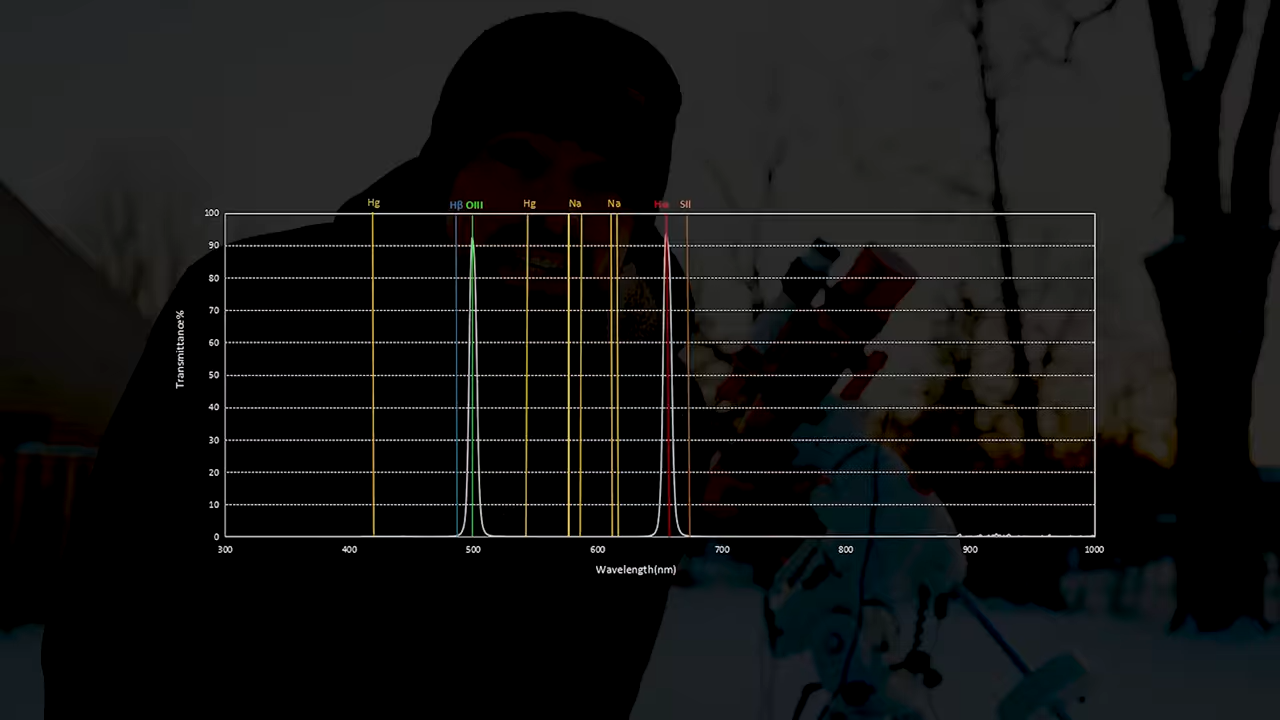 Hg Hβ OIII Hg Na Na Hα SII
100
90
80
70
60
50
40
30
20
10
0
Transmittance%
300 400 500 600 700 800 900 1000
Wavelength(nm)